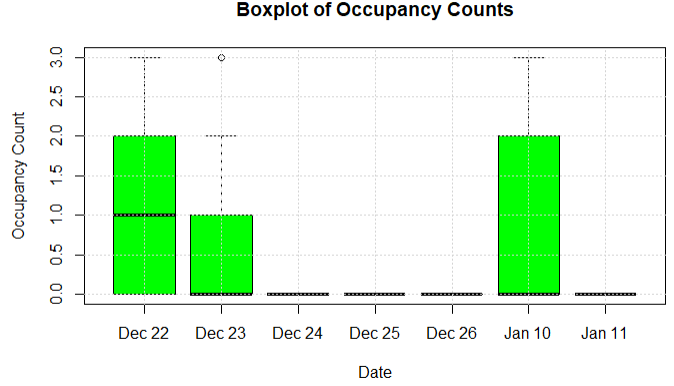 Boxplot of Occupancy Counts
Occupancy Count
3.0
2.5
2.0
1.5
1.0
0.5
0.0
Dec 22 Dec 23 Dec 24 Dec 25 Dec 26 Jan 10 Jan 11
Date